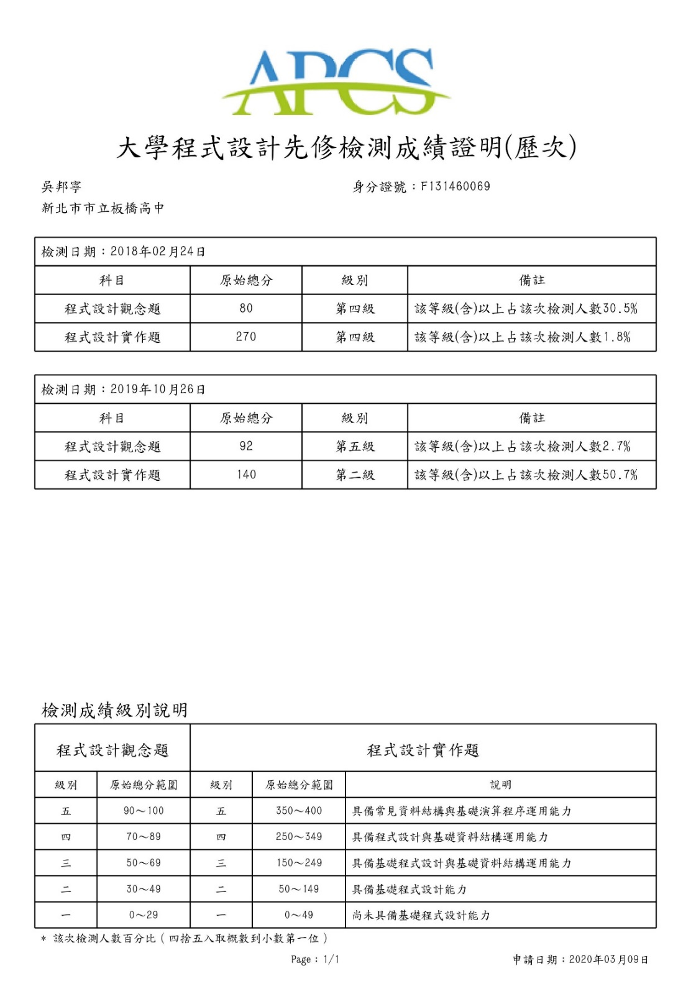 APCS
大學程式設計先修檢測成績證明(歷次)
吳邦寧 身分證號：F131460069
新北市市立板橋高中
檢測日期：2018年02月24日
科目 原始總分 級別 備註
程式設計觀念題 80 第四級 該等級(含)以上占該次檢測人數30.5%
程式設計實作題 270 第四級 該等級(含)以上占該次檢測人數1.8%
檢測日期：2019年10月26日
科目 原始總分 級別 備註
程式設計觀念題 92 第五級 該等級(含)以上占該次檢測人數2.7%
程式設計實作題 140 第二級 該等級(含)以上占該次檢測人數50.7%
檢測成績級別說明
程式設計觀念題 程式設計實作題
級別 原始總分範圍 級別 原始總分範圍 說明
五 90～100 五 350～400 具備常見資料結構與基礎演算程序運用能力
四 70～89 四 250～349 具備程式設計與基礎資料結構運用能力
三 50～69 三 150～249 具備基礎程式設計與基礎資料結構運用能力
二 30～49 二 50～149 具備基礎程式設計能力
一 0～29 一 0～49 尚未具備基礎程式設計能力
* 該次檢測人數百分比（四捨五入取概數到小數第一位）
Page：1/1 申請日期：2020年03月09日